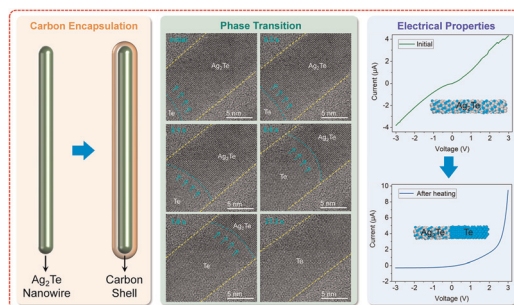 Carbon Encapsulation
Ag₂Te
Nanowire
Carbon
Shell
Phase Transition
Ag₂Te
Te
5 nm
Ag₂Te
Te
5 nm
Ag₂Te
Te
5 nm
Ag₂Te
Te
5 nm
Ag₂Te
Te
5 nm
Te
5 nm
Electrical Properties
Current (μA)
4
2
0
-2
-4
Initial
Ag₂Te
-3 -2 -1 0 1 2 3
Voltage (V)
Current (μA)
10
8
6
4
2
0
After heating
Ag₂Te Te
-3 -2 -1 0 1 2 3
Voltage (V)